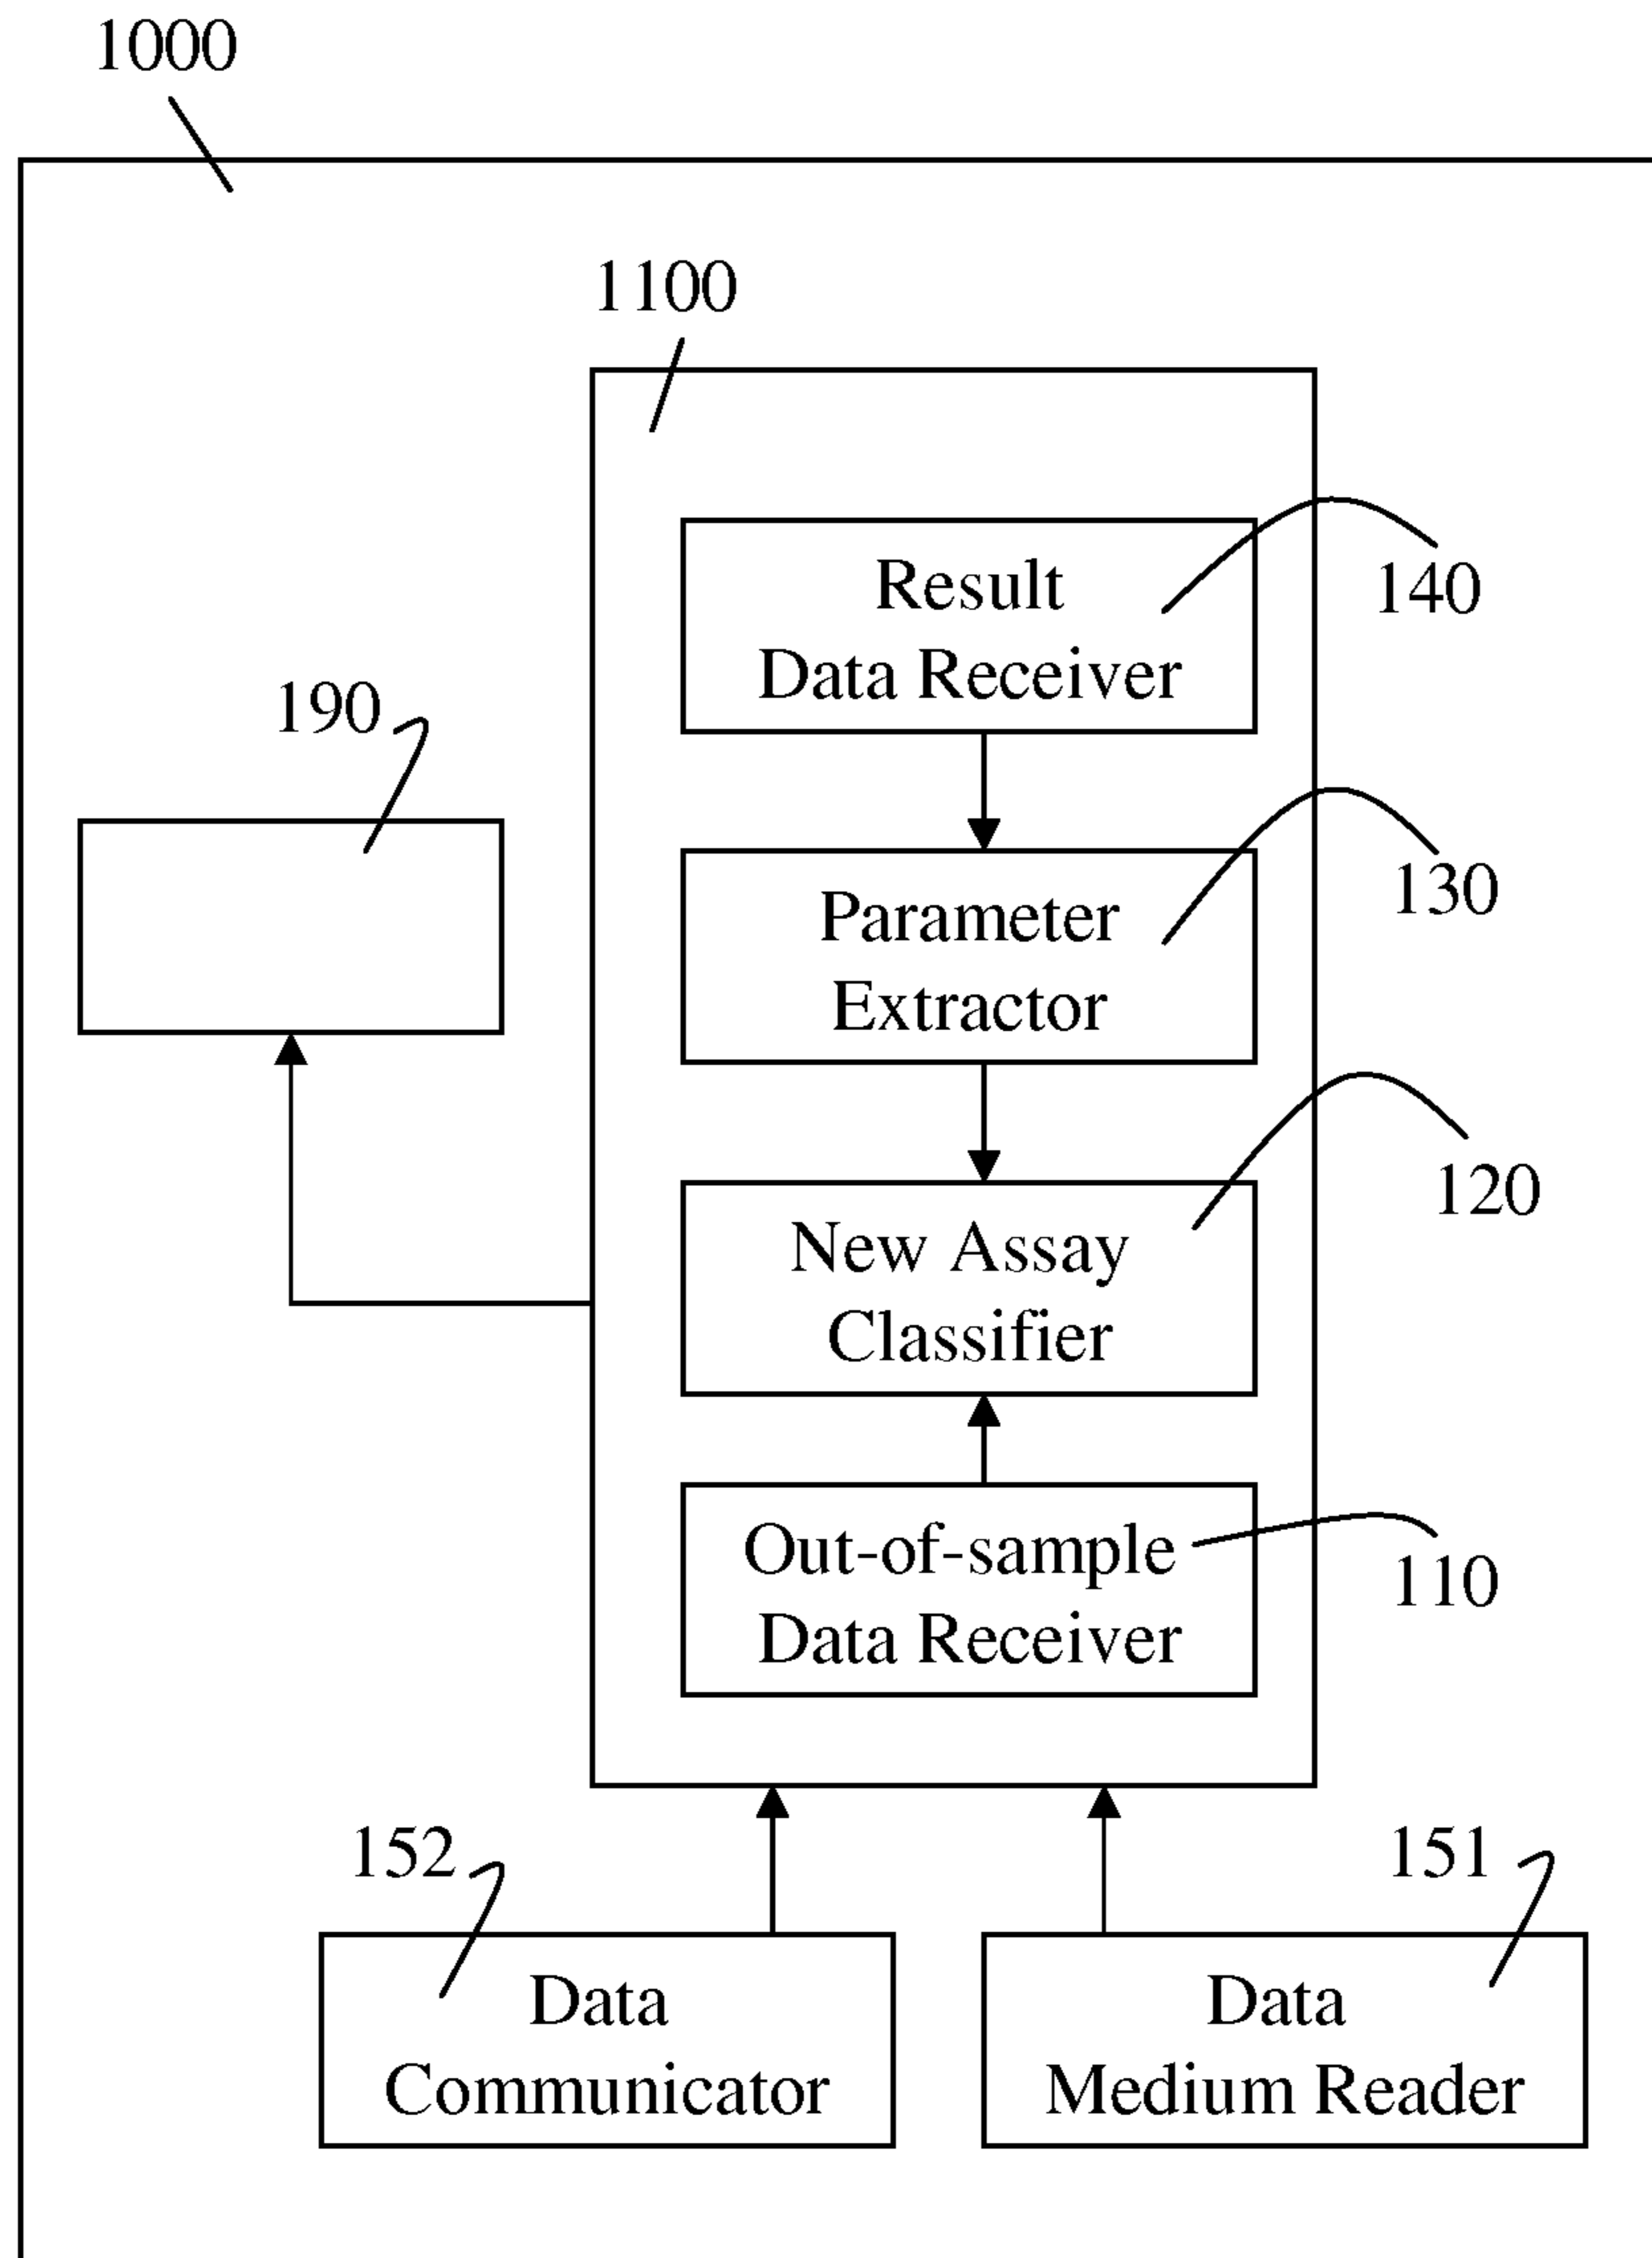 1000
1100
Result
Data Receiver
140
190
Parameter
Extractor
130
New Assay
Classifier
120
Out-of-sample
Data Receiver
110
152
151
Data
Communicator
Data
Medium Reader